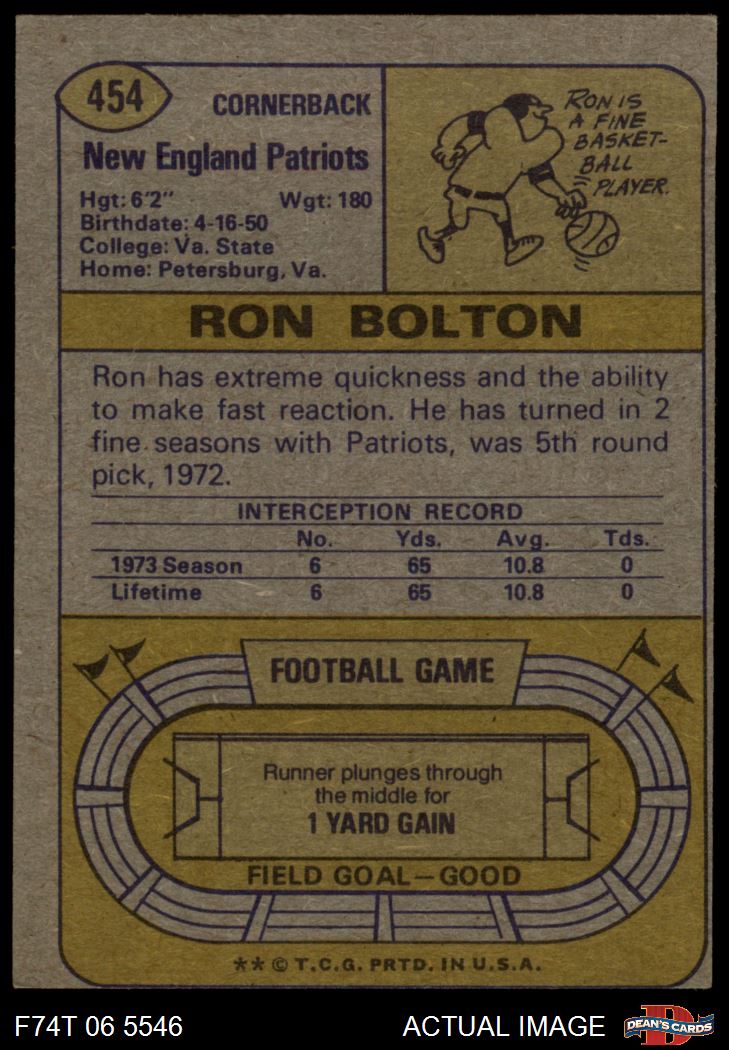 454
CORNERBACK
New England Patriots
Hgt: 6'2" Wgt: 180
Birthdate: 4-16-50
College: Va. State
Home: Petersburg, Va.
RON IS
A FINE
BASKET-
BALL
PLAYER.
RON BOLTON
Ron has extreme quickness and the ability
to make fast reaction. He has turned in 2
fine seasons with Patriots, was 5th round
pick, 1972.
INTERCEPTION RECORD
No. Yds. Avg. Tds.
1973 Season 6 65 10.8 0
Lifetime 6 65 10.8 0
FOOTBALL GAME
Runner plunges through
the middle for
1 YARD GAIN
FIELD GOAL—GOOD
** © T.C.G. PRTD. IN U.S.A.
F74T 06 5546 ACTUAL IMAGE
D
DEAN'S CARDS